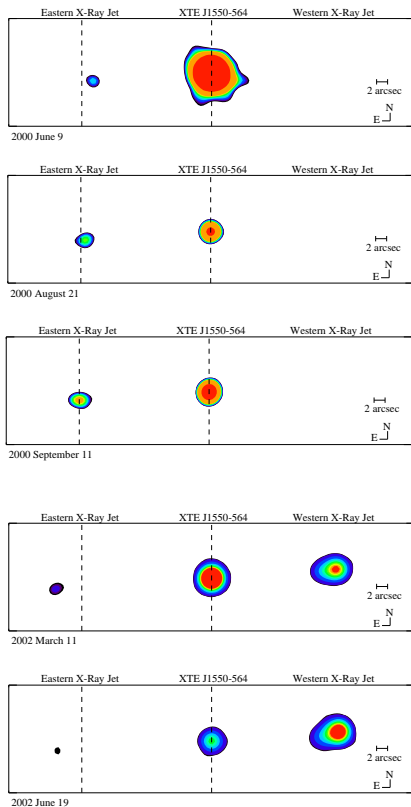 Eastern X-Ray Jet XTE J1550-564 Western X-Ray Jet
2 arcsec
N
E
2000 June 9
Eastern X-Ray Jet XTE J1550-564 Western X-Ray Jet
2 arcsec
N
E
2000 August 21
Eastern X-Ray Jet XTE J1550-564 Western X-Ray Jet
2 arcsec
N
E
2000 September 11
Eastern X-Ray Jet XTE J1550-564 Western X-Ray Jet
2 arcsec
N
E
2002 March 11
Eastern X-Ray Jet XTE J1550-564 Western X-Ray Jet
2 arcsec
N
E
2002 June 19